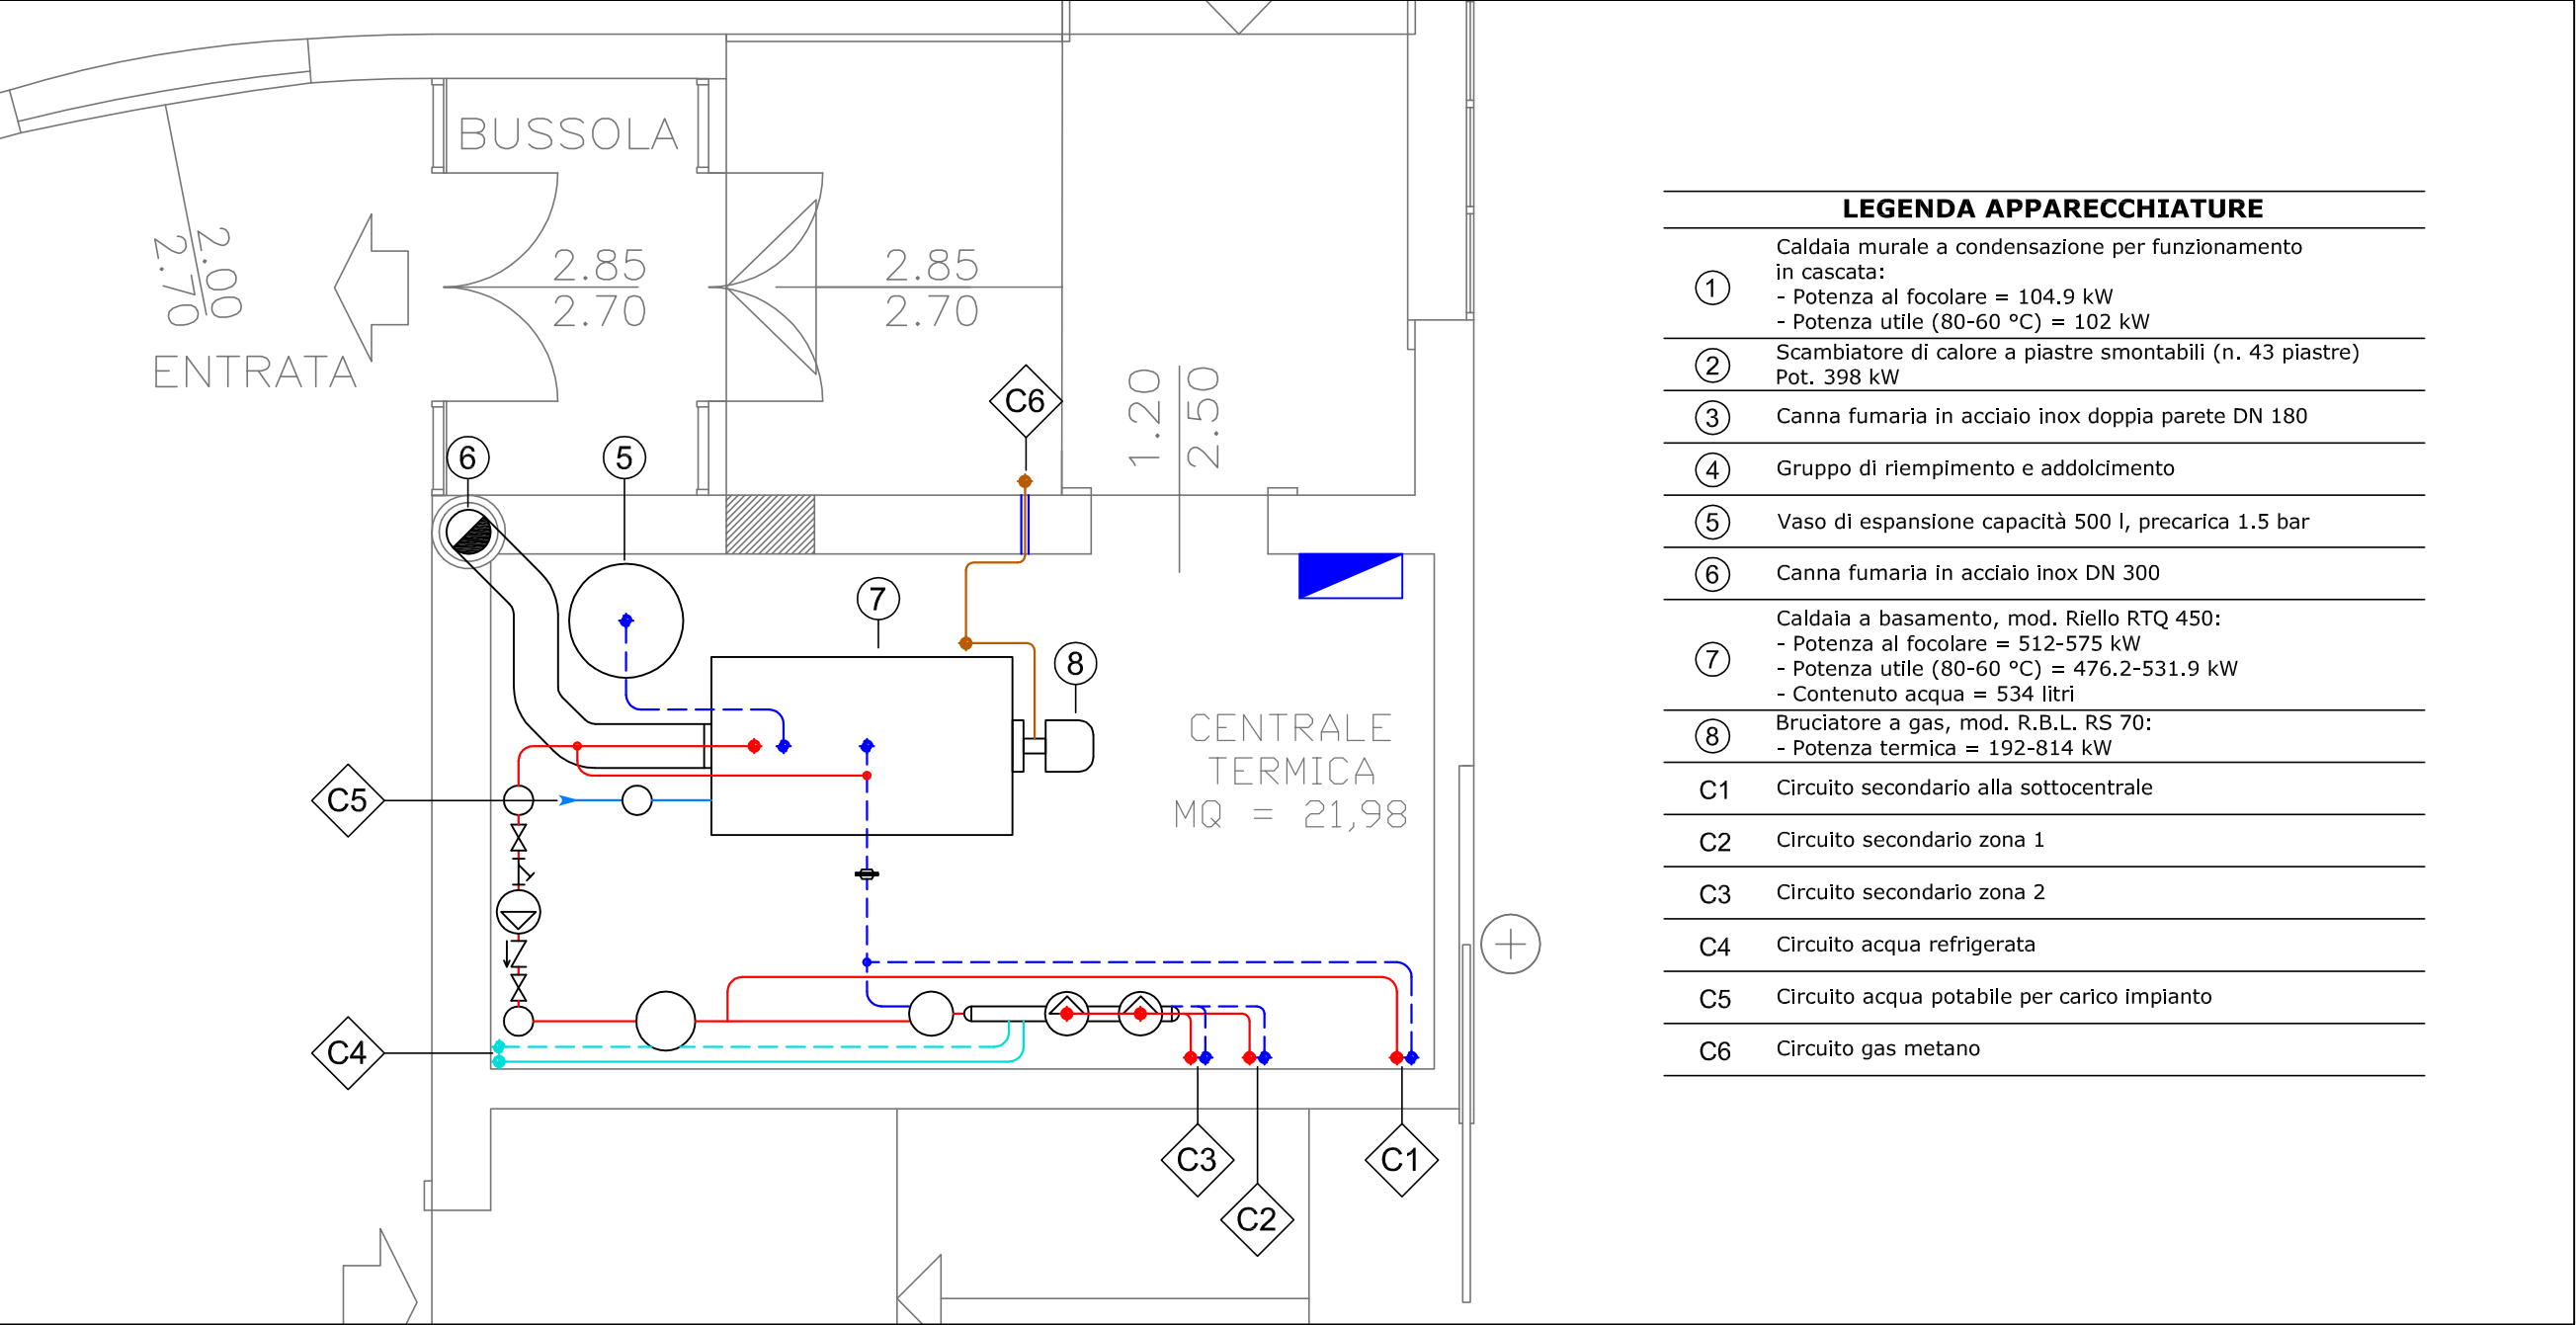 BUSSOLA
2.00
2.70
2.85
2.70
2.85
2.70
ENTRATA
1.20
2.50
C6
6
5
7
8
CENTRALE
TERMICA
MQ = 21,98
C5
C4
C3
C2
C1
LEGENDA APPARECCHIATURE
1
Caldaia murale a condensazione per funzionamento
in cascata:
- Potenza al focolare = 104.9 kW
- Potenza utile (80-60 °C) = 102 kW
2
Scambiatore di calore a piastre smontabili (n. 43 piastre)
Pot. 398 kW
3 Canna fumaria in acciaio inox doppia parete DN 180
4 Gruppo di riempimento e addolcimento
5 Vaso di espansione capacità 500 l, precarica 1.5 bar
6 Canna fumaria in acciaio inox DN 300
7
Caldaia a basamento, mod. Riello RTQ 450:
- Potenza al focolare = 512-575 kW
- Potenza utile (80-60 °C) = 476.2-531.9 kW
- Contenuto acqua = 534 litri
8
Bruciatore a gas, mod. R.B.L. RS 70:
- Potenza termica = 192-814 kW
C1 Circuito secondario alla sottocentrale
C2 Circuito secondario zona 1
C3 Circuito secondario zona 2
C4 Circuito acqua refrigerata
C5 Circuito acqua potabile per carico impianto
C6 Circuito gas metano